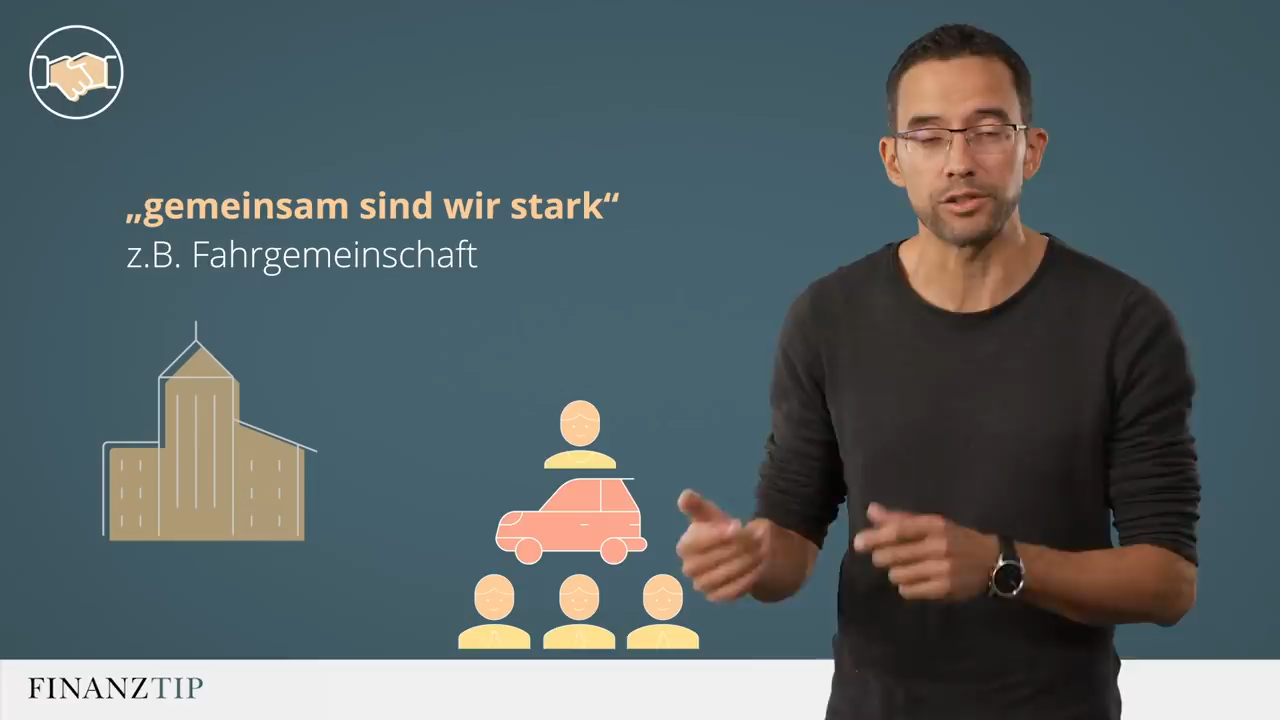 „gemeinsam sind wir stark“
z.B. Fahrgemeinschaft
FINANZTIP